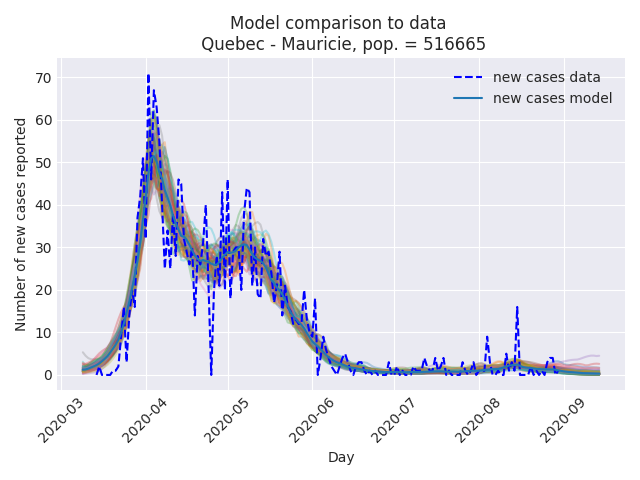 Model comparison to data
Quebec - Mauricie, pop. = 516665
new cases data
new cases model
Number of new cases reported
70
60
50
40
30
20
10
0
2020-03
2020-04
2020-05
2020-06
2020-07
2020-08
2020-09
Day